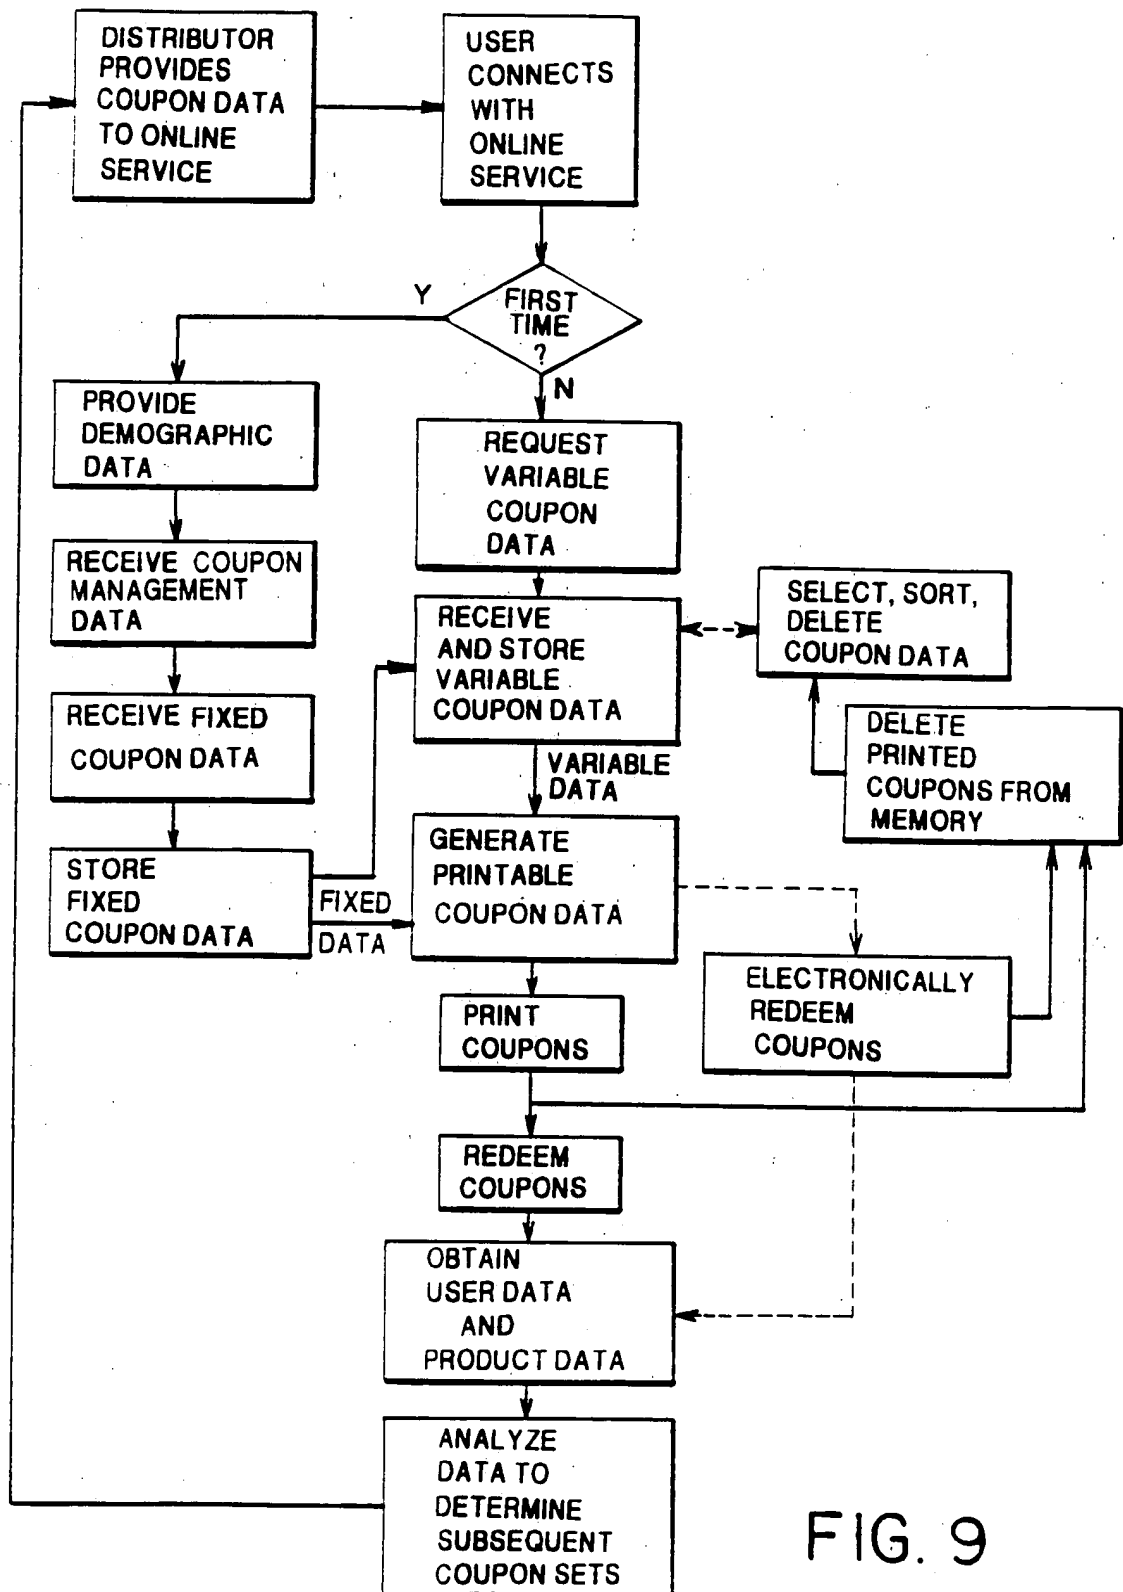 DISTRIBUTOR
PROVIDES
COUPON DATA
TO ONLINE
SERVICE
USER
CONNECTS
WITH
ONLINE
SERVICE
Y
FIRST
TIME
?
N
PROVIDE
DEMOGRAPHIC
DATA
REQUEST
VARIABLE
COUPON
DATA
RECEIVE COUPON
MANAGEMENT
DATA
RECEIVE
AND STORE
VARIABLE
COUPON DATA
SELECT, SORT,
DELETE
COUPON DATA
RECEIVE FIXED
COUPON DATA
VARIABLE
DATA
DELETE
PRINTED
COUPONS FROM
MEMORY
STORE
FIXED
COUPON DATA
FIXED
DATA
GENERATE
PRINTABLE
COUPON DATA
ELECTRONICALLY
REDEEM
COUPONS
PRINT
COUPONS
REDEEM
COUPONS
OBTAIN
USER DATA
AND
PRODUCT DATA
ANALYZE
DATA TO
DETERMINE
SUBSEQUENT
COUPON SETS
FIG. 9